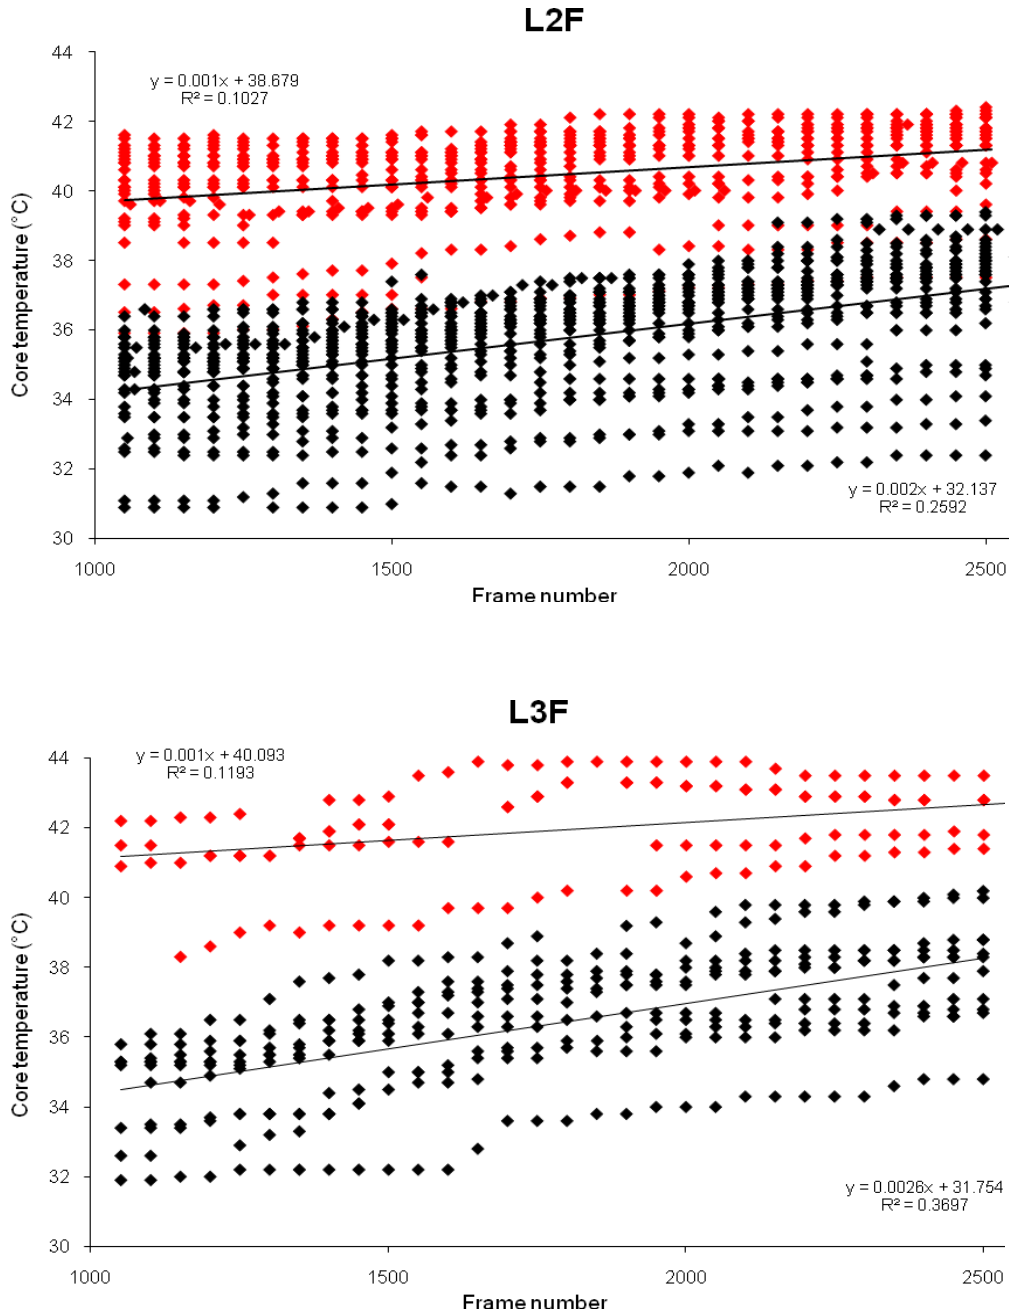 L2F
44
42
40
38
36
34
32
30
y = 0.001x + 38.679
R² = 0.1027
y = 0.002x + 32.137
R² = 0.2592
Core temperature (°C)
1000 1500 2000 2500
Frame number
L3F
44
42
40
38
36
34
32
30
y = 0.001x + 40.093
R² = 0.1193
y = 0.0026x + 31.754
R² = 0.3697
Core temperature (°C)
1000 1500 2000 2500
Frame number